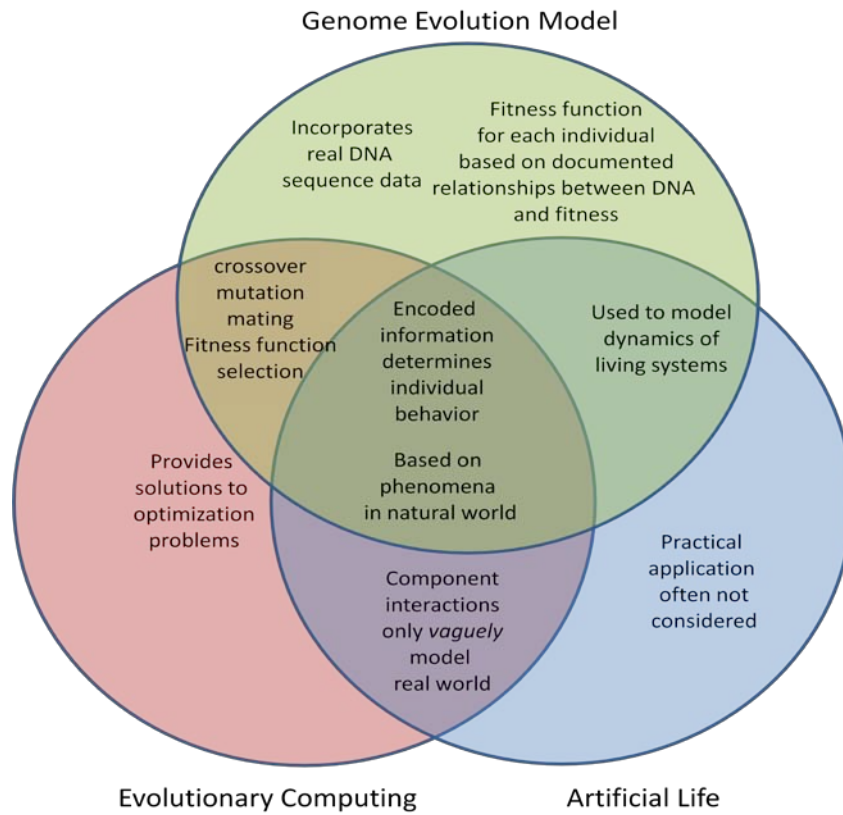 Genome Evolution Model
Incorporates
real DNA
sequence data
Fitness function
for each individual
based on documented
relationships between DNA
and fitness
crossover
mutation
mating
Fitness function
selection
Encoded
information
determines
individual
behavior
Based on
phenomena
in natural world
Used to model
dynamics of
living systems
Provides
solutions to
optimization
problems
Component
interactions
only vaguely
model
real world
Practical
application
often not
considered
Evolutionary Computing
Artificial Life